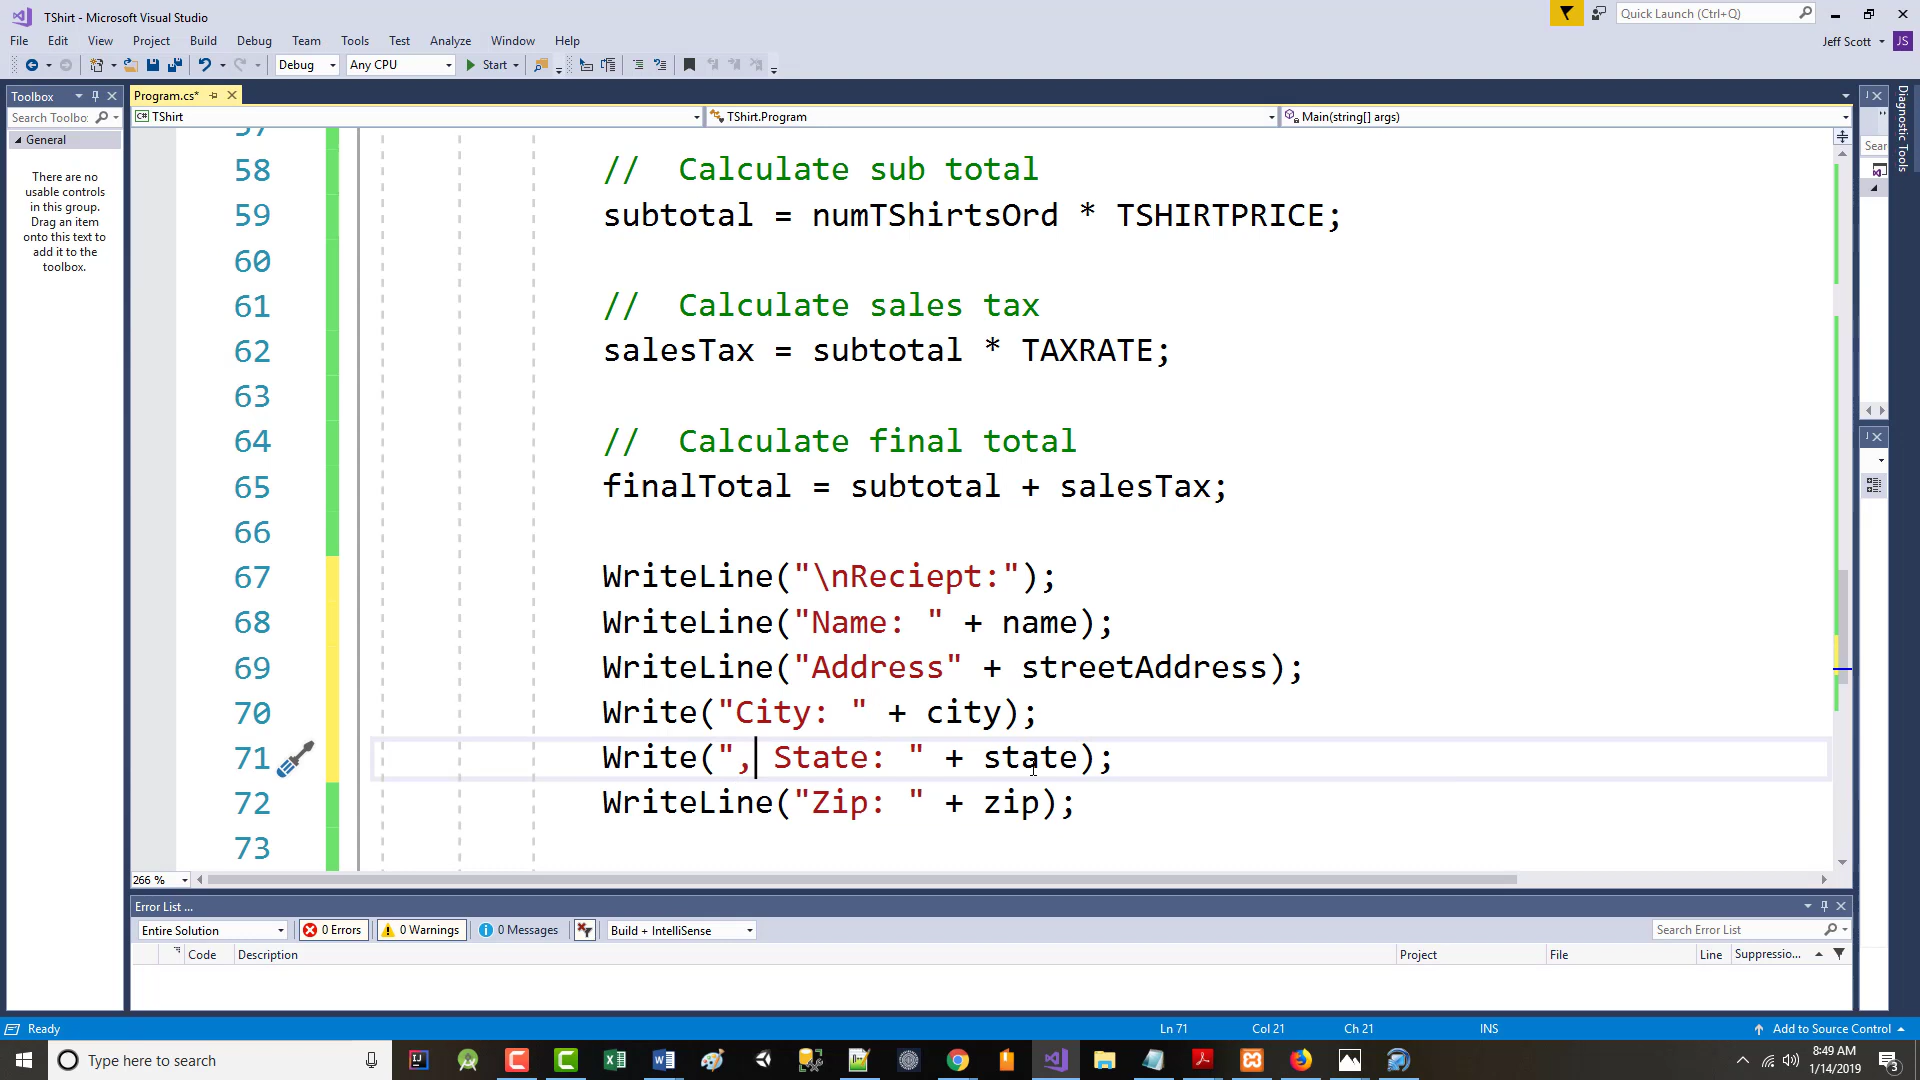 TShirt - Microsoft Visual Studio
Quick Launch (Ctrl+Q)
File Edit View Project Build Debug Team Tools Test Analyze Window Help
Jeff Scott JS
Debug Any CPU Start
Toolbox
Program.cs*
Search Toolbo
TShirt
TShirt.Program
Main(string[] args)
General
There are no
usable controls
in this group.
Drag an item
onto this text to
add it to the
toolbox.
Sear
Diagnostic Tools
57
58 // Calculate sub total
59 subtotal = numTShirtsOrd * TSHIRTPRICE;
60
61 // Calculate sales tax
62 salesTax = subtotal * TAXRATE;
63
64 // Calculate final total
65 finalTotal = subtotal + salesTax;
66
67 WriteLine("\nReciept:");
68 WriteLine("Name: " + name);
69 WriteLine("Address" + streetAddress);
70 Write("City: " + city);
71 Write(", State: " + state);
72 WriteLine("Zip: " + zip);
73
266 %
Error List ...
Entire Solution 0 Errors 0 Warnings 0 Messages Build + IntelliSense Search Error List
Code Description Project File Line Suppressio...
Ready Ln 71 Col 21 Ch 21 INS Add to Source Control
Type here to search
8:49 AM
1/14/2019
3